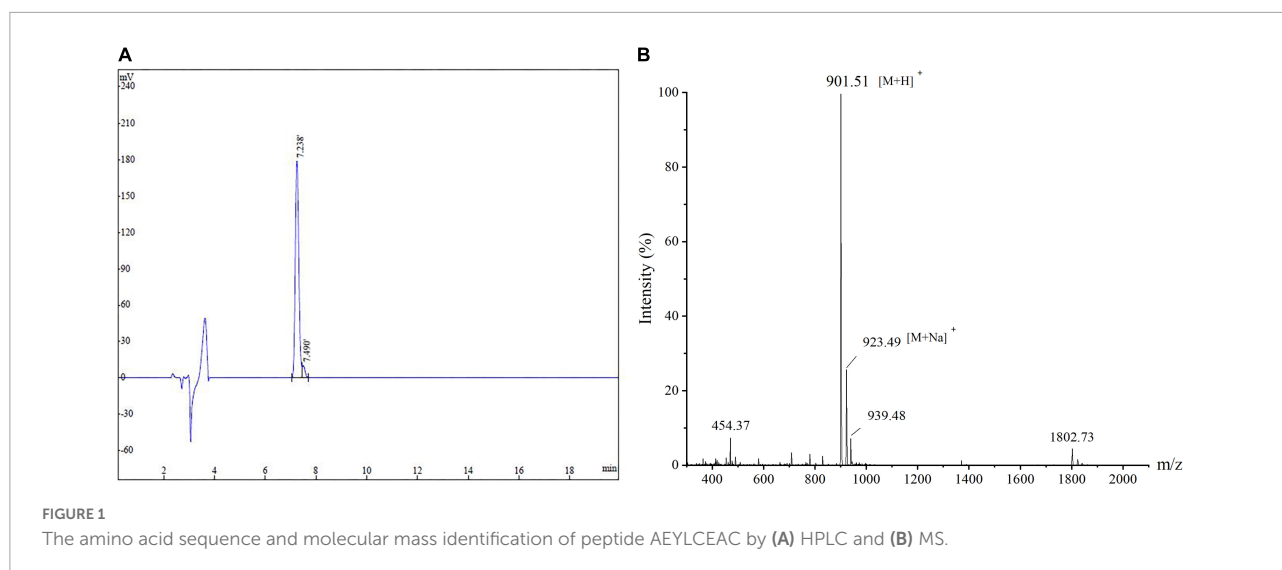 A
mV
240
210
180
150
120
90
60
30
0
-30
-60
7.238'
7.490'
2 4 6 8 10 12 14 16 18 min
B
901.51 [M+H]+
100
80
60
40
20
0
Intensity (%)
923.49 [M+Na]+
939.48
454.37
1802.73
m/z
400 600 800 1000 1200 1400 1600 1800 2000
FIGURE 1
The amino acid sequence and molecular mass identification of peptide AEYLCEAC by (A) HPLC and (B) MS.